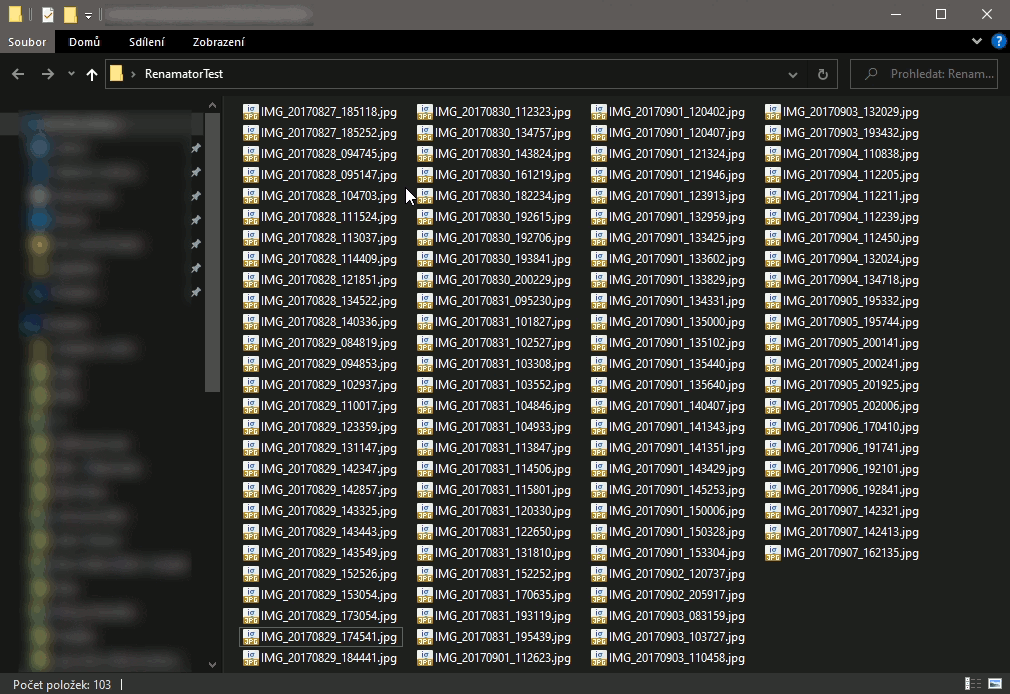 Soubor Domů Sdílení Zobrazení ?
RenamatorTest Prohledat: Renam...
IMG_20170827_185118.jpg
IMG_20170827_185252.jpg
IMG_20170828_094745.jpg
IMG_20170828_095147.jpg
IMG_20170828_104703.jpg
IMG_20170828_111524.jpg
IMG_20170828_113037.jpg
IMG_20170828_114409.jpg
IMG_20170828_121851.jpg
IMG_20170828_134522.jpg
IMG_20170828_140336.jpg
IMG_20170829_084819.jpg
IMG_20170829_094853.jpg
IMG_20170829_102937.jpg
IMG_20170829_110017.jpg
IMG_20170829_123359.jpg
IMG_20170829_131147.jpg
IMG_20170829_142347.jpg
IMG_20170829_142857.jpg
IMG_20170829_143325.jpg
IMG_20170829_143443.jpg
IMG_20170829_143549.jpg
IMG_20170829_152526.jpg
IMG_20170829_153054.jpg
IMG_20170829_173054.jpg
IMG_20170829_174541.jpg
IMG_20170829_184441.jpg
IMG_20170830_112323.jpg
IMG_20170830_134757.jpg
IMG_20170830_143824.jpg
IMG_20170830_161219.jpg
IMG_20170830_182234.jpg
IMG_20170830_192615.jpg
IMG_20170830_192706.jpg
IMG_20170830_193841.jpg
IMG_20170830_200229.jpg
IMG_20170831_095230.jpg
IMG_20170831_101827.jpg
IMG_20170831_102527.jpg
IMG_20170831_103308.jpg
IMG_20170831_103552.jpg
IMG_20170831_104846.jpg
IMG_20170831_104933.jpg
IMG_20170831_113847.jpg
IMG_20170831_114506.jpg
IMG_20170831_115801.jpg
IMG_20170831_120330.jpg
IMG_20170831_122650.jpg
IMG_20170831_131810.jpg
IMG_20170831_152252.jpg
IMG_20170831_170635.jpg
IMG_20170831_193119.jpg
IMG_20170831_195439.jpg
IMG_20170901_112623.jpg
IMG_20170901_120402.jpg
IMG_20170901_120407.jpg
IMG_20170901_121324.jpg
IMG_20170901_121946.jpg
IMG_20170901_123913.jpg
IMG_20170901_132959.jpg
IMG_20170901_133425.jpg
IMG_20170901_133602.jpg
IMG_20170901_133829.jpg
IMG_20170901_134331.jpg
IMG_20170901_135000.jpg
IMG_20170901_135102.jpg
IMG_20170901_135440.jpg
IMG_20170901_135640.jpg
IMG_20170901_140407.jpg
IMG_20170901_141343.jpg
IMG_20170901_141351.jpg
IMG_20170901_143429.jpg
IMG_20170901_145253.jpg
IMG_20170901_150006.jpg
IMG_20170901_150328.jpg
IMG_20170901_153304.jpg
IMG_20170902_120737.jpg
IMG_20170902_205917.jpg
IMG_20170903_083159.jpg
IMG_20170903_103727.jpg
IMG_20170903_110458.jpg
IMG_20170903_132029.jpg
IMG_20170903_193432.jpg
IMG_20170904_110838.jpg
IMG_20170904_112205.jpg
IMG_20170904_112211.jpg
IMG_20170904_112239.jpg
IMG_20170904_112450.jpg
IMG_20170904_132024.jpg
IMG_20170904_134718.jpg
IMG_20170905_195332.jpg
IMG_20170905_195744.jpg
IMG_20170905_200141.jpg
IMG_20170905_200241.jpg
IMG_20170905_201925.jpg
IMG_20170905_202006.jpg
IMG_20170906_170410.jpg
IMG_20170906_191741.jpg
IMG_20170906_192101.jpg
IMG_20170906_192841.jpg
IMG_20170907_142321.jpg
IMG_20170907_142413.jpg
IMG_20170907_162135.jpg
Počet položek: 103